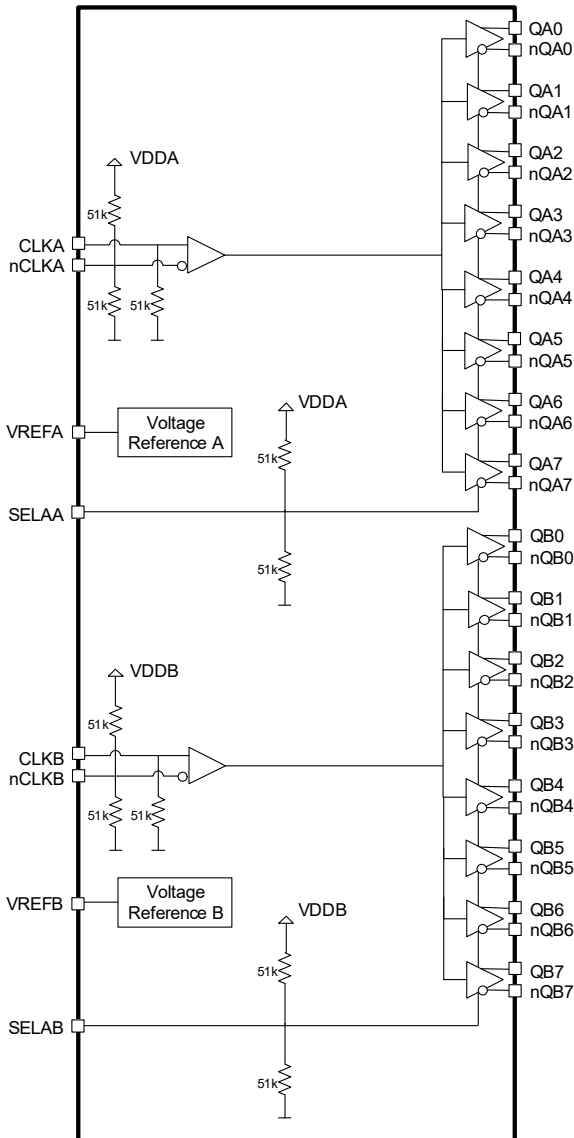 QA0
nQA0
QA1
nQA1
QA2
nQA2
VDDA
51k
QA3
nQA3
CLKA
nCLKA
51k
51k
QA4
nQA4
QA5
nQA5
VDDA
QA6
nQA6
VREFA
Voltage
Reference A
51k
QA7
nQA7
SELAA
QB0
nQB0
51k
QB1
nQB1
VDDB
QB2
nQB2
51k
QB3
nQB3
CLKB
nCLKB
QB4
nQB4
51k
51k
QB5
nQB5
VREFB
Voltage
Reference B
QB6
nQB6
VDDB
51k
QB7
nQB7
SELAB
51k